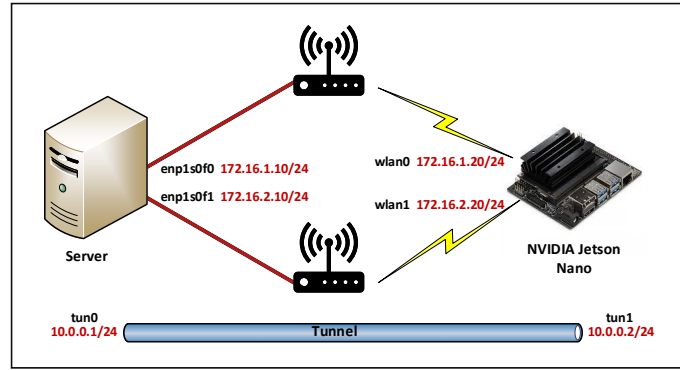 enp1s0f0 172.16.1.10/24
enp1s0f1 172.16.2.10/24
wlan0 172.16.1.20/24
wlan1 172.16.2.20/24
Server
NVIDIA Jetson
Nano
tun0
10.0.0.1/24
Tunnel
tun1
10.0.0.2/24